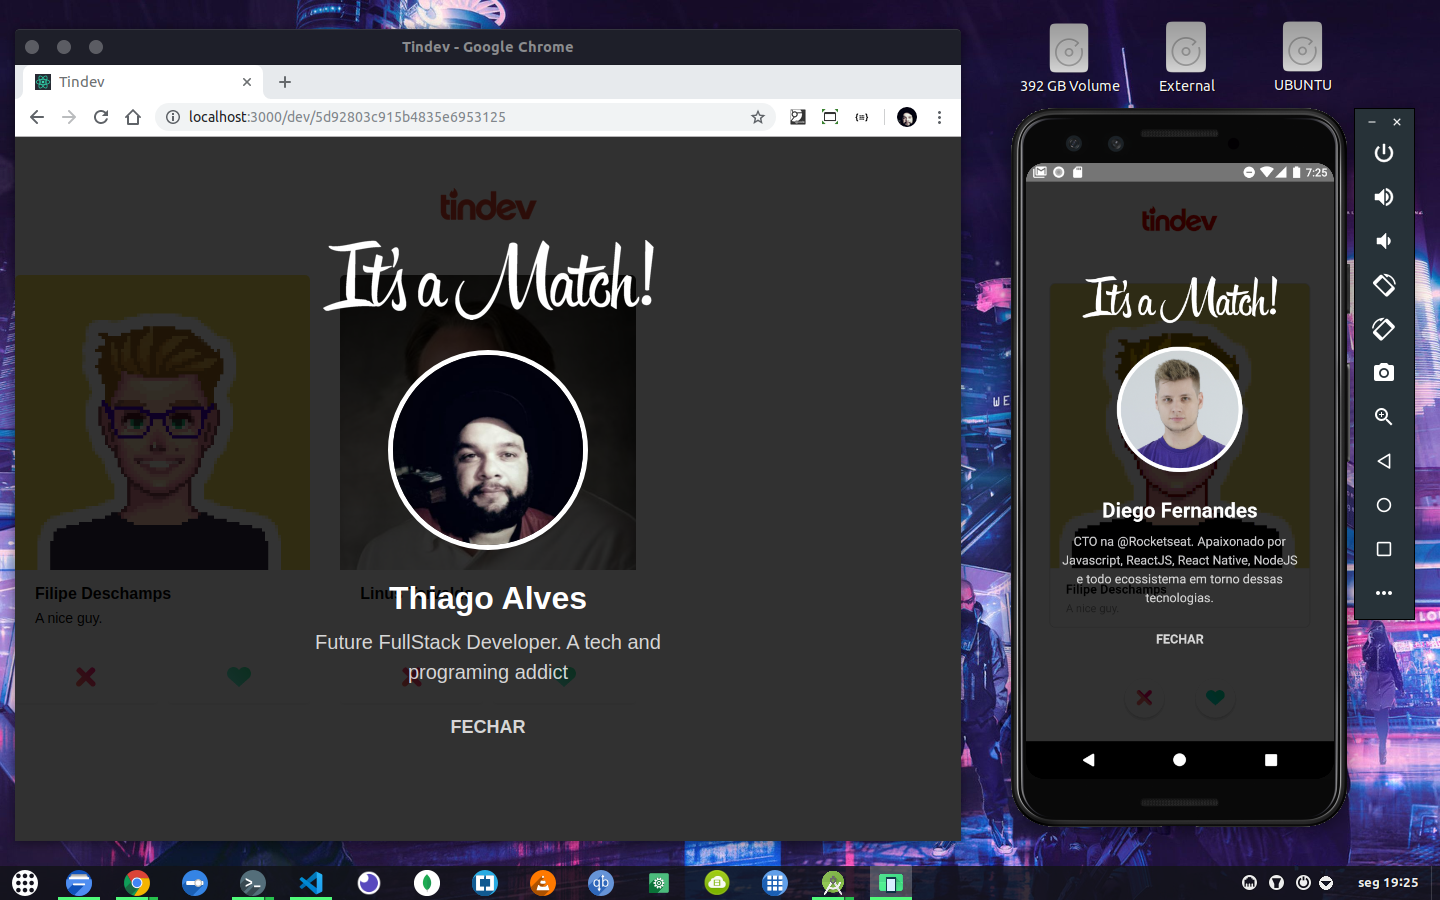 Tindev - Google Chrome
Tindev
localhost:3000/dev/5d92803c915b4835e6953125
tindev
It's a Match!
Filipe Deschamps
A nice guy.
Thiago Alves
Future FullStack Developer. A tech and
programing addict
FECHAR
392 GB Volume
External
UBUNTU
7:25
tindev
It's a Match!
Diego Fernandes
CTO na @Rocketseat. Apaixonado por
Javascript, ReactJS, React Native, NodeJS
e todo ecossistema em torno dessas
tecnologias.
Filipe Deschamps
A nice guy.
FECHAR
qb
seg 19:25